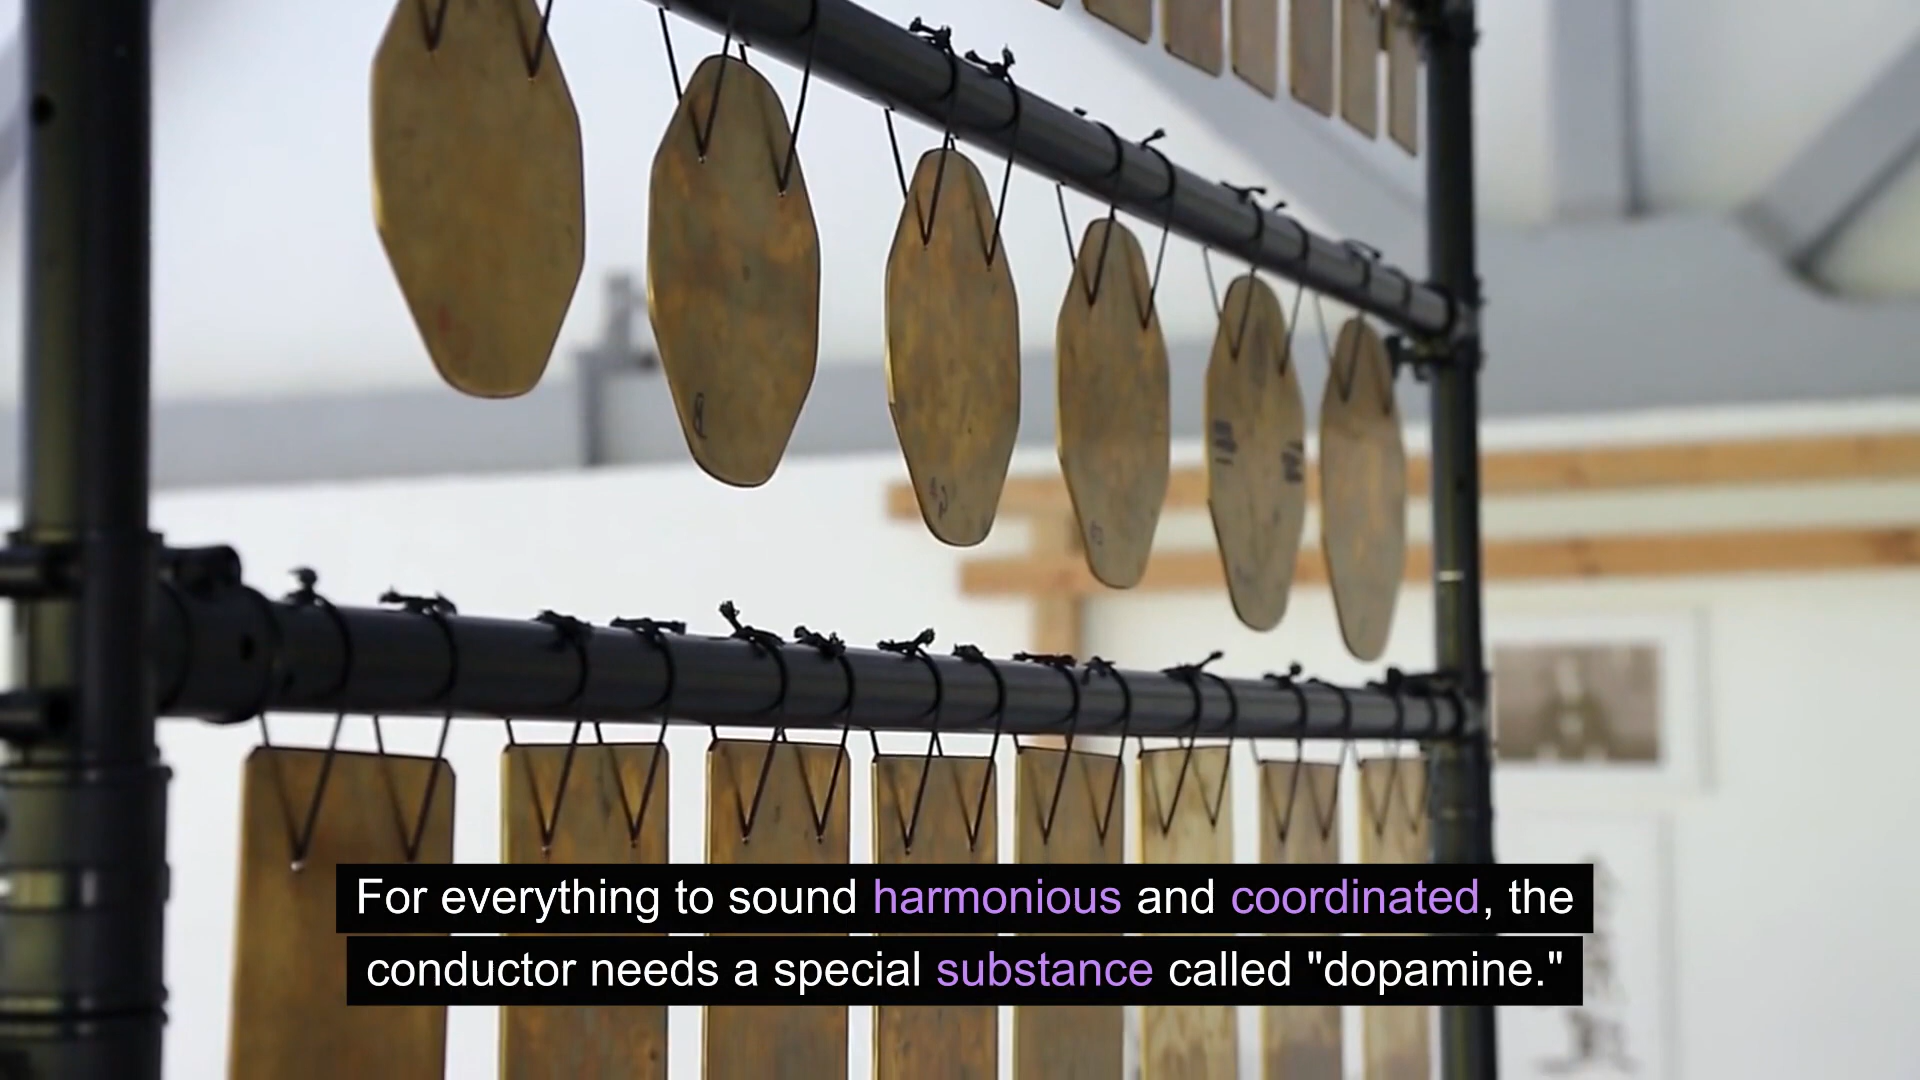 For everything to sound harmonious and coordinated, the
conductor needs a special substance called "dopamine."